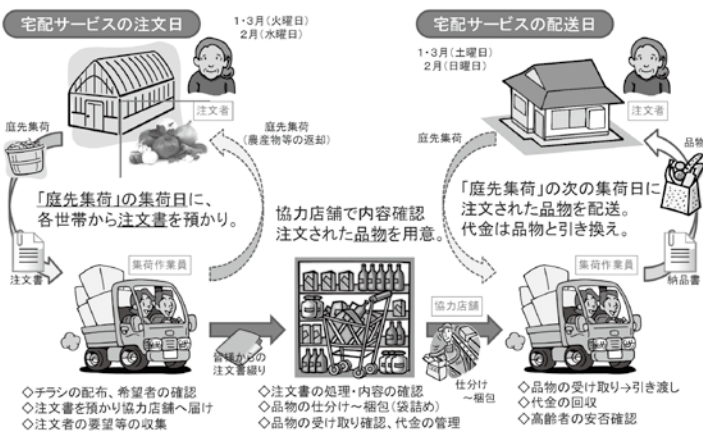 宅配サービスの注文日
1・3月(火曜日)
2月(水曜日)
注文者
庭先集荷
庭先集荷
(農産物等の返却)
「庭先集荷」の集荷日に、
各世帯から注文書を預かり。
注文書
集荷作業員
皆様からの
注文書綴り
◇チラシの配布、希望者の確認
◇注文書を預かり協力店舗へ届け
◇注文者の要望等の収集
協力店舗で内容確認
注文された品物を用意。
協力店舗
仕分け
~梱包
◇注文書の処理・内容の確認
◇品物の仕分け~梱包(袋詰め)
◇品物の受け取り確認、代金の管理
宅配サービスの配送日
1・3月(土曜日)
2月(日曜日)
注文者
庭先集荷
品物
「庭先集荷」の次の集荷日に
注文された品物を配送。
代金は品物と引き換え。
集荷作業員
納品書
◇品物の受け取り→引き渡し
◇代金の回収
◇高齢者の安否確認